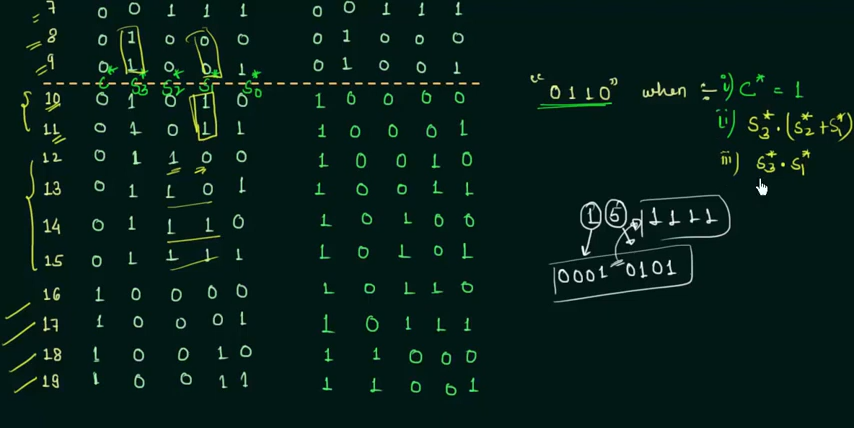 7 0 0 1 1 1 0 0 1 1 1
8 0 1 0 0 0 0 1 0 0 0
9 0 1 0 0 1 0 1 0 0 1
C* S3* S2* S1* S0*
10 0 1 0 1 0 1 0 0 0 0
11 0 1 0 1 1 1 0 0 0 1
12 0 1 1 0 0 1 0 0 1 0
13 0 1 1 0 1 1 0 0 1 1
14 0 1 1 1 0 1 0 1 0 0
15 0 1 1 1 1 1 0 1 0 1
16 1 0 0 0 0 1 0 1 1 0
17 1 0 0 0 1 1 0 1 1 1
18 1 0 0 1 0 1 1 0 0 0
19 1 0 0 1 1 1 1 0 0 1
"0110" when :- i) C* = 1
ii) S3* · (S2* + S1*)
iii) S3* · S1*
1 5 → 1111
0001 0101